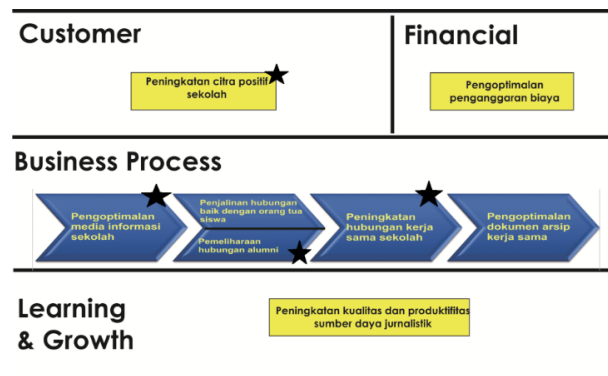 Customer
Financial
Peningkatan citra positif
sekolah
Pengoptimalan
penganggaran biaya
Business Process
Pengoptimalan
media informasi
sekolah
Penjalinan hubungan
baik dengan orang tua
siswa
Pemeliharaan
hubungan alumni
Peningkatan
hubungan kerja
sama sekolah
Pengoptimalan
dokumen arsip
kerja sama
Learning
& Growth
Peningkatan kualitas dan produktifitas
sumber daya jurnalistik